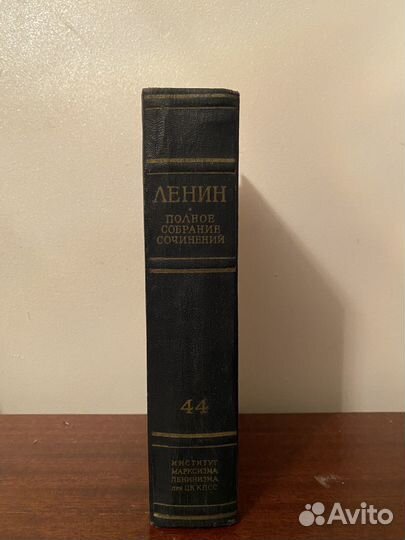 ЛЕНИН
ПОЛНОЕ
СОБРАНИЕ
СОЧИНЕНИЙ
44
ИНСТИТУТ
МАРКСИЗМА
ЛЕНИНИЗМА
ПРИ ЦК КПСС
Avito